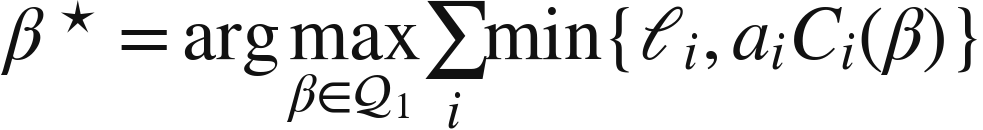 β⋆ = arg max_{β∈𝒬₁} ∑_i min{ℓ_i, a_i C_i(β)}